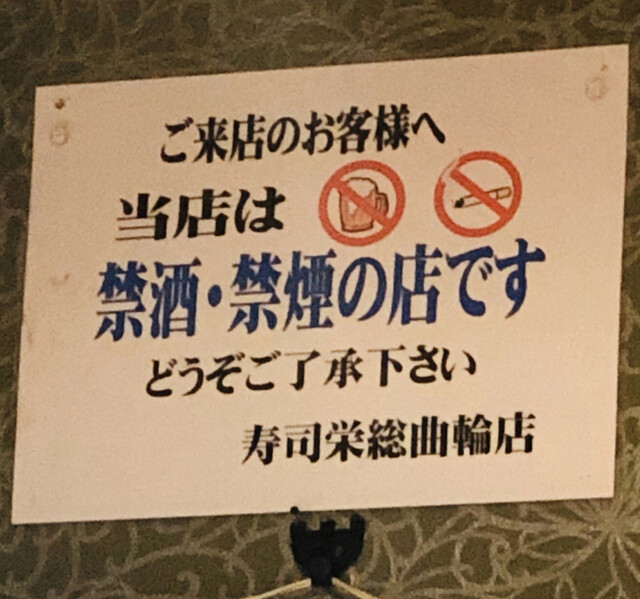 ご来店のお客様へ
当店は
禁酒・禁煙の店です
どうぞご了承下さい
寿司栄総曲輪店